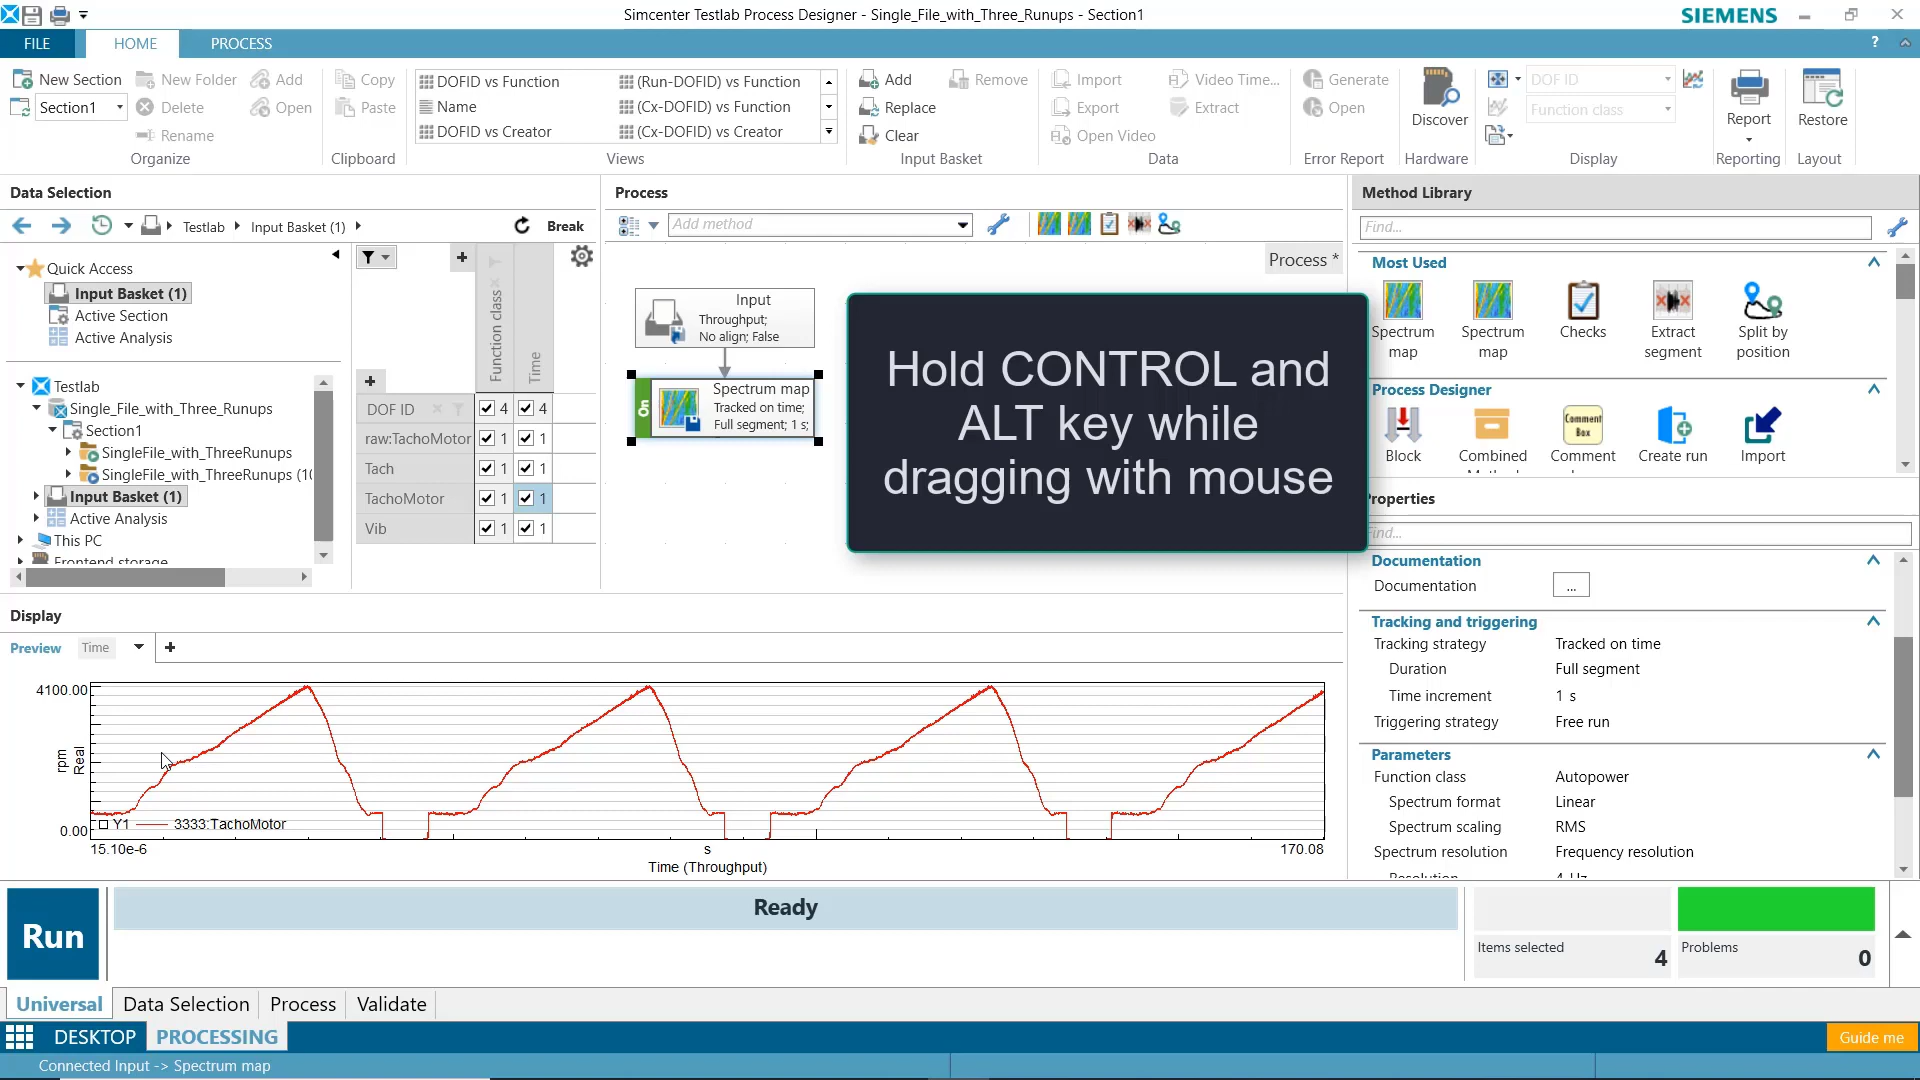 Simcenter Testlab Process Designer - Single_File_with_Three_Runups - Section1
SIEMENS
FILE
HOME
PROCESS
?
New Section
New Folder
Add
Copy
DOFID vs Function
(Run-DOFID) vs Function
Add
Remove
Import
Video Time...
Generate
DOF ID
Section1
Delete
Open
Paste
Name
(Cx-DOFID) vs Function
Replace
Export
Extract
Open
Function class
Discover
Report
Restore
Rename
DOFID vs Creator
(Cx-DOFID) vs Creator
Clear
Open Video
Organize
Clipboard
Views
Input Basket
Data
Error Report
Hardware
Display
Reporting
Layout
Data Selection
Testlab
Input Basket (1)
Break
Quick Access
Input Basket (1)
Active Section
Active Analysis
Testlab
Single_File_with_Three_Runups
Section1
SingleFile_with_ThreeRunups
SingleFile_with_ThreeRunups (1(
Input Basket (1)
Active Analysis
This PC
Frontend storage
Function class
Time
DOF ID
4
4
raw:TachoMotor
1
1
Tach
1
1
TachoMotor
1
1
Vib
1
1
Process
Add method
Process *
Input
Throughput;
No align; False
On
Spectrum map
Tracked on time;
Full segment; 1 s;
Hold CONTROL and
ALT key while
dragging with mouse
Method Library
Find...
Most Used
Spectrum
map
Spectrum
map
Checks
Extract
segment
Split by
position
Process Designer
Comment
Box
Block
Combined
Comment
Create run
Import
Properties
Find...
Documentation
Documentation
...
Tracking and triggering
Tracking strategy
Tracked on time
Duration
Full segment
Time increment
1 s
Triggering strategy
Free run
Parameters
Function class
Autopower
Spectrum format
Linear
Spectrum scaling
RMS
Spectrum resolution
Frequency resolution
Resolution
4 Hz
Display
Preview
Time
4100.00
rpm
Real
0.00
Y1
3333:TachoMotor
15.10e-6
s
170.08
Time (Throughput)
Run
Ready
Items selected
4
Problems
0
Universal
Data Selection
Process
Validate
DESKTOP
PROCESSING
Guide me
Connected Input -> Spectrum map